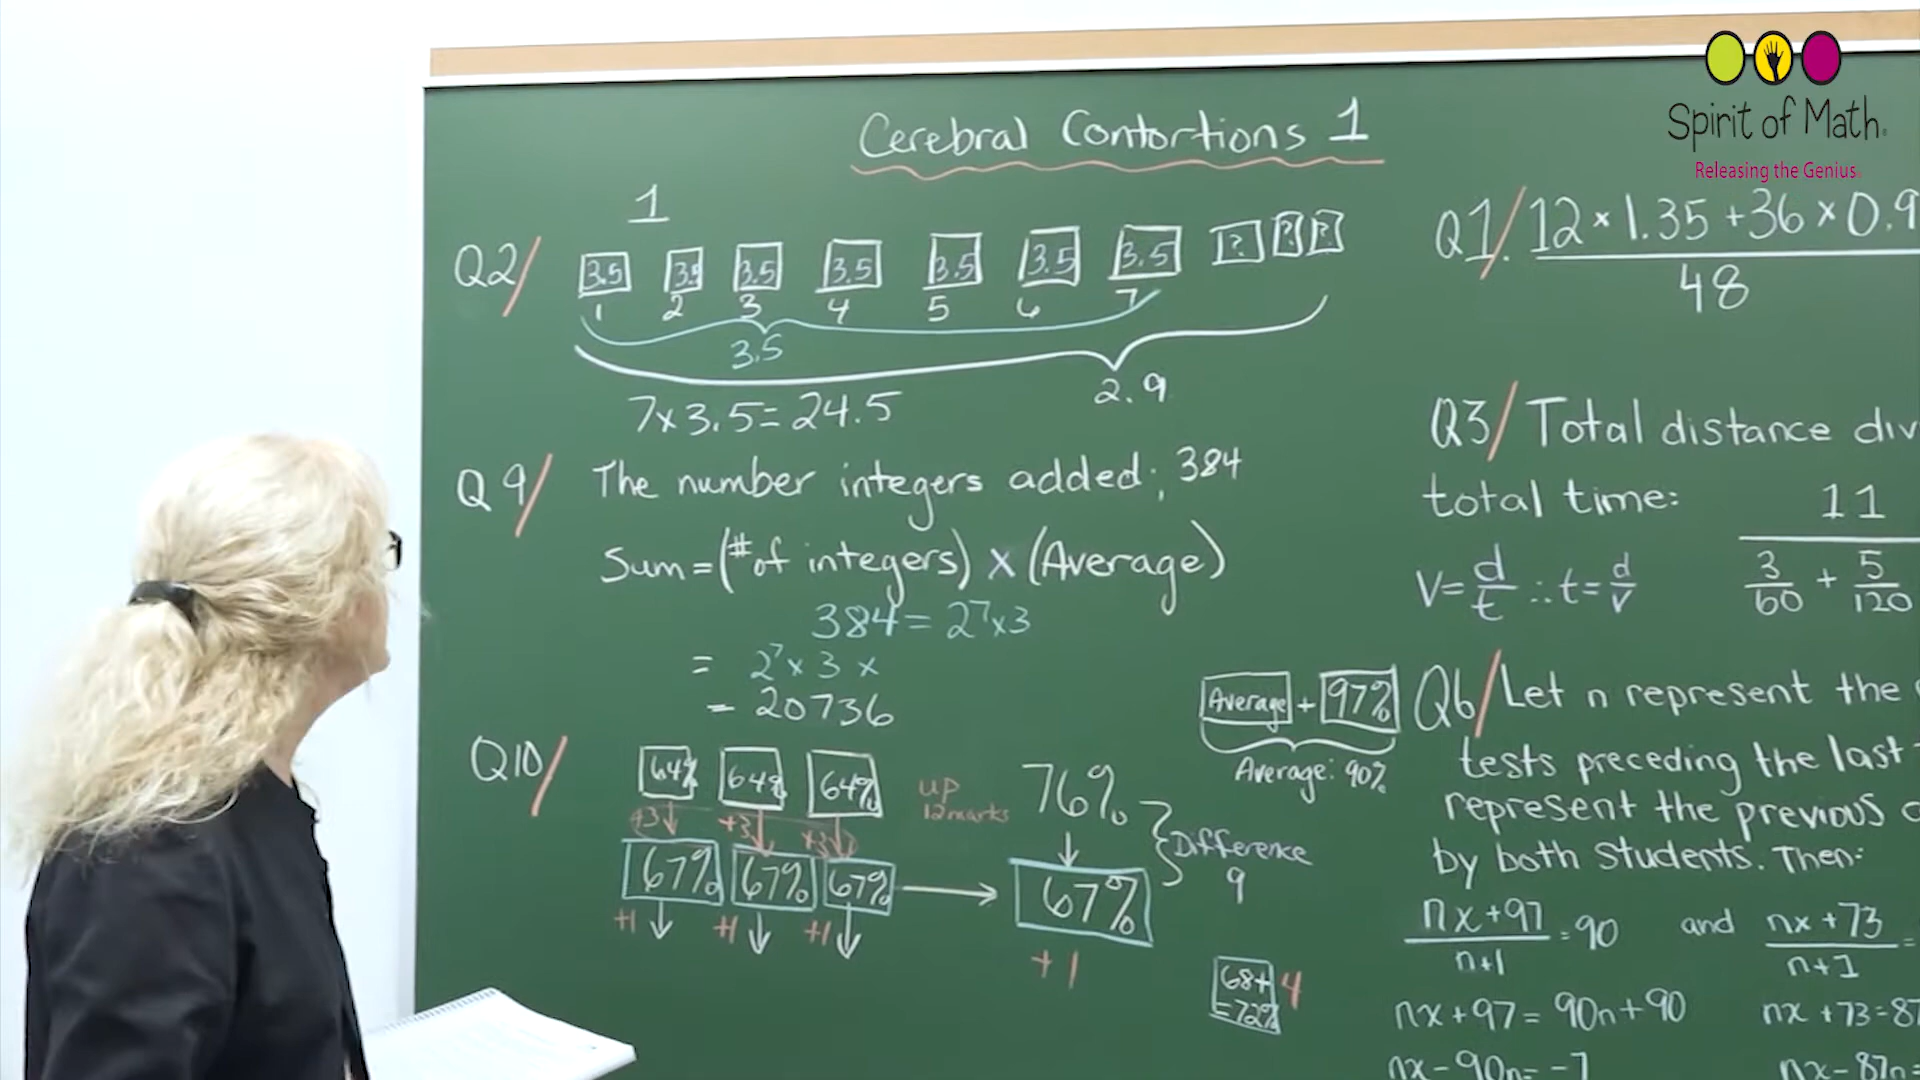 Spirit of Math
Releasing the Genius
Cerebral Contortions 1
1
Q2/ 3.5 3.5 3.5 3.5 3.5 3.5 3.5 ? ? ?
1 2 3 4 5 6 7
3.5
2.9
7 x 3.5 = 24.5
Q9/ The number integers added: 384
Sum = (# of integers) x (Average)
384 = 2⁷ x 3
= 2⁷ x 3 x
= 20736
Q10/ 64% 64% 64% up 12 marks 76%
+3 +3 +3
67% 67% 67% 67%
Difference
9
+1 +1 +1 +1
68+ 4
= 72%
Q1/. 12 x 1.35 + 36 x 0.9
48
Q3/ Total distance div
total time: 11
V = d/t ∴ t = d/v 3/60 + 5/120
Average + 97%
Average: 90%
Q6/ Let n represent the
tests preceding the last
represent the previous
by both students. Then:
nx + 97 / n+1 = 90 and nx + 73 / n+1 =
nx + 97 = 90n + 90 nx + 73 = 87
nx - 90n = -7 nx - 87n =